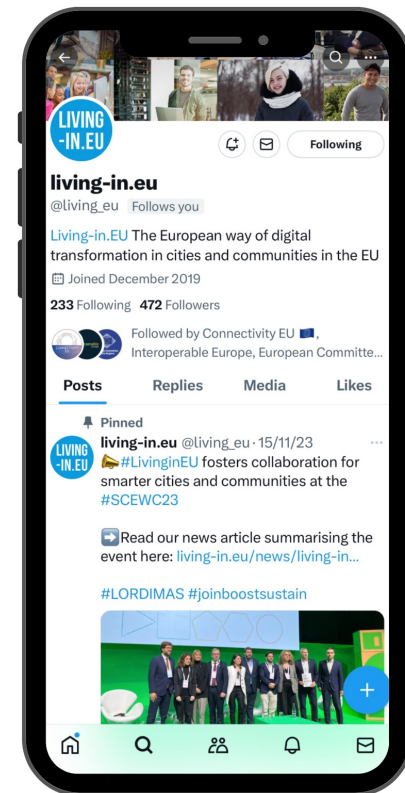 LIVING
-IN.EU
Following
living-in.eu
@living_eu Follows you
Living-in.EU The European way of digital
transformation in cities and communities in the EU
Joined December 2019
233 Following 472 Followers
Followed by Connectivity EU 🇪🇺,
Interoperable Europe, European Committe...
Posts Replies Media Likes
Pinned
LIVING
-IN.EU
living-in.eu @living_eu · 15/11/23
📣#LivinginEU fosters collaboration for
smarter cities and communities at the
#SCEWC23
➡️Read our news article summarising the
event here: living-in.eu/news/living-in...
#LORDIMAS #joinboostsustain